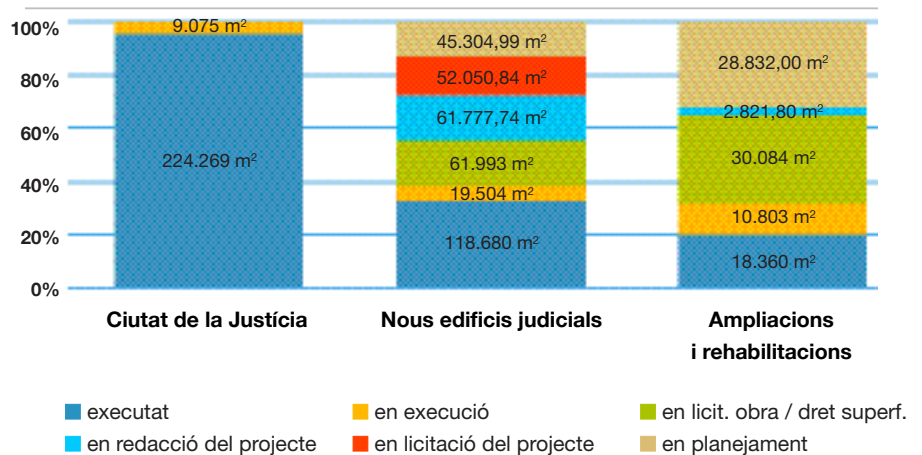 100%
80%
60%
40%
20%
0%
9.075 m²
224.269 m²
45.304,99 m²
52.050,84 m²
61.777,74 m²
61.993 m²
19.504 m²
118.680 m²
28.832,00 m²
2.821,80 m²
30.084 m²
10.803 m²
18.360 m²
Ciutat de la Justícia
Nous edificis judicials
Ampliacions
i rehabilitacions
executat
en execució
en licit. obra / dret superf.
en redacció del projecte
en licitació del projecte
en planejament